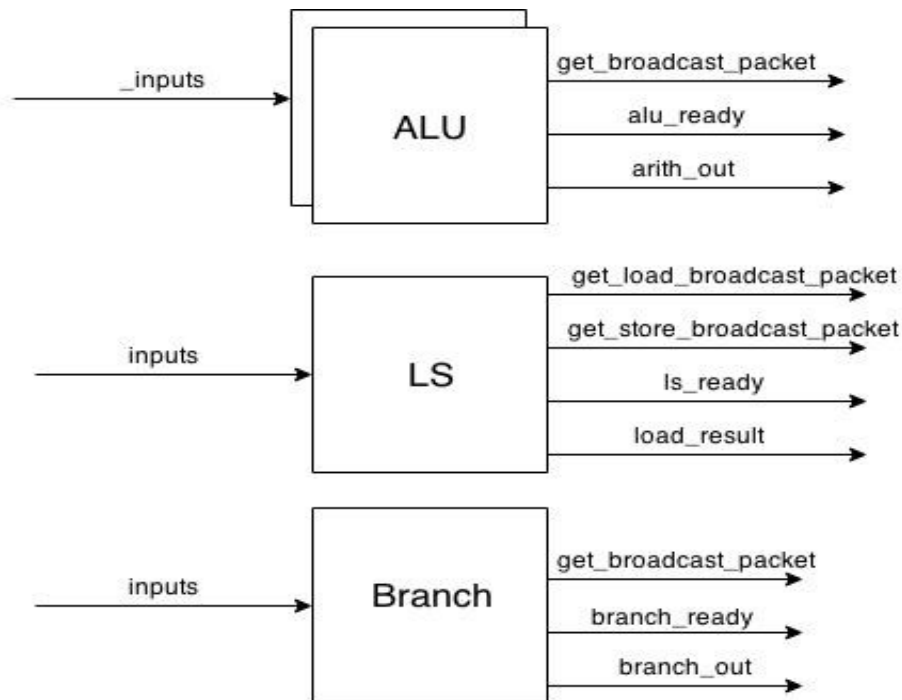 _inputs
ALU
get_broadcast_packet
alu_ready
arith_out
inputs
LS
get_load_broadcast_packet
get_store_broadcast_packet
ls_ready
load_result
inputs
Branch
get_broadcast_packet
branch_ready
branch_out